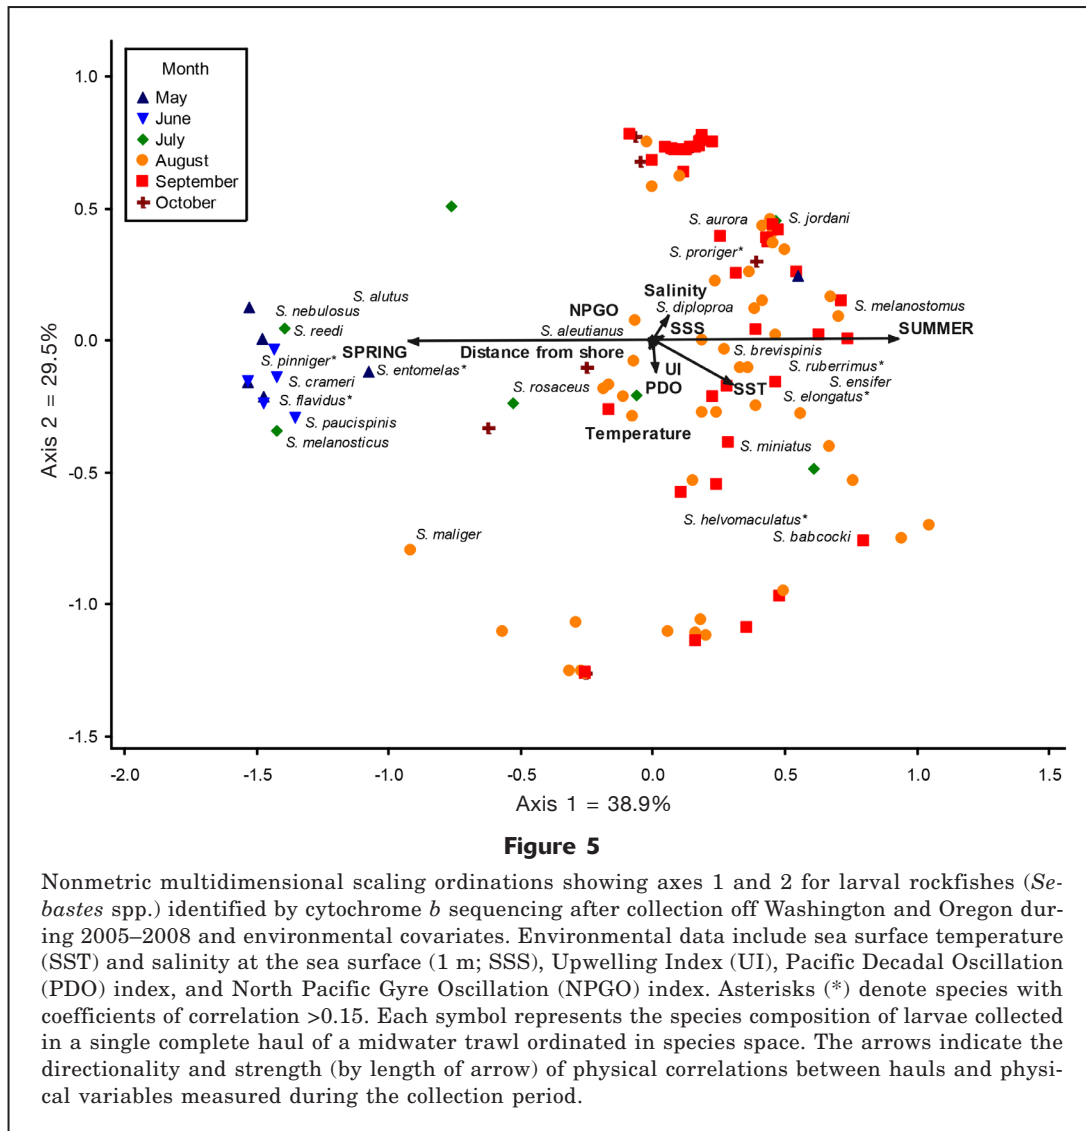 Month
May
June
July
August
September
October
1.0
0.5
0.0
-0.5
-1.0
-1.5
Axis 2 = 29.5%
S. aurora
S. jordani
S. proriger*
Salinity
S. alutus
S. nebulosus
NPGO
S. diploproa
S. melanostomus
S. reedi
S. aleutianus
SSS
SUMMER
SPRING
Distance from shore
S. brevispinis
S. pinniger*
S. entomelas*
UI
S. ruberrimus*
S. crameri
S. rosaceus
PDO
SST
S. ensifer
S. flavidus*
S. elongatus*
S. paucispinis
Temperature
S. melanosticus
S. miniatus
S. helvomaculatus*
S. maliger
S. babcocki
-2.0 -1.5 -1.0 -0.5 0.0 0.5 1.0 1.5
Axis 1 = 38.9%
Figure 5
Nonmetric multidimensional scaling ordinations showing axes 1 and 2 for larval rockfishes (Se-
bastes spp.) identified by cytochrome b sequencing after collection off Washington and Oregon dur-
ing 2005–2008 and environmental covariates. Environmental data include sea surface temperature
(SST) and salinity at the sea surface (1 m; SSS), Upwelling Index (UI), Pacific Decadal Oscillation
(PDO) index, and North Pacific Gyre Oscillation (NPGO) index. Asterisks (*) denote species with
coefficients of correlation >0.15. Each symbol represents the species composition of larvae collected
in a single complete haul of a midwater trawl ordinated in species space. The arrows indicate the
directionality and strength (by length of arrow) of physical correlations between hauls and physi-
cal variables measured during the collection period.